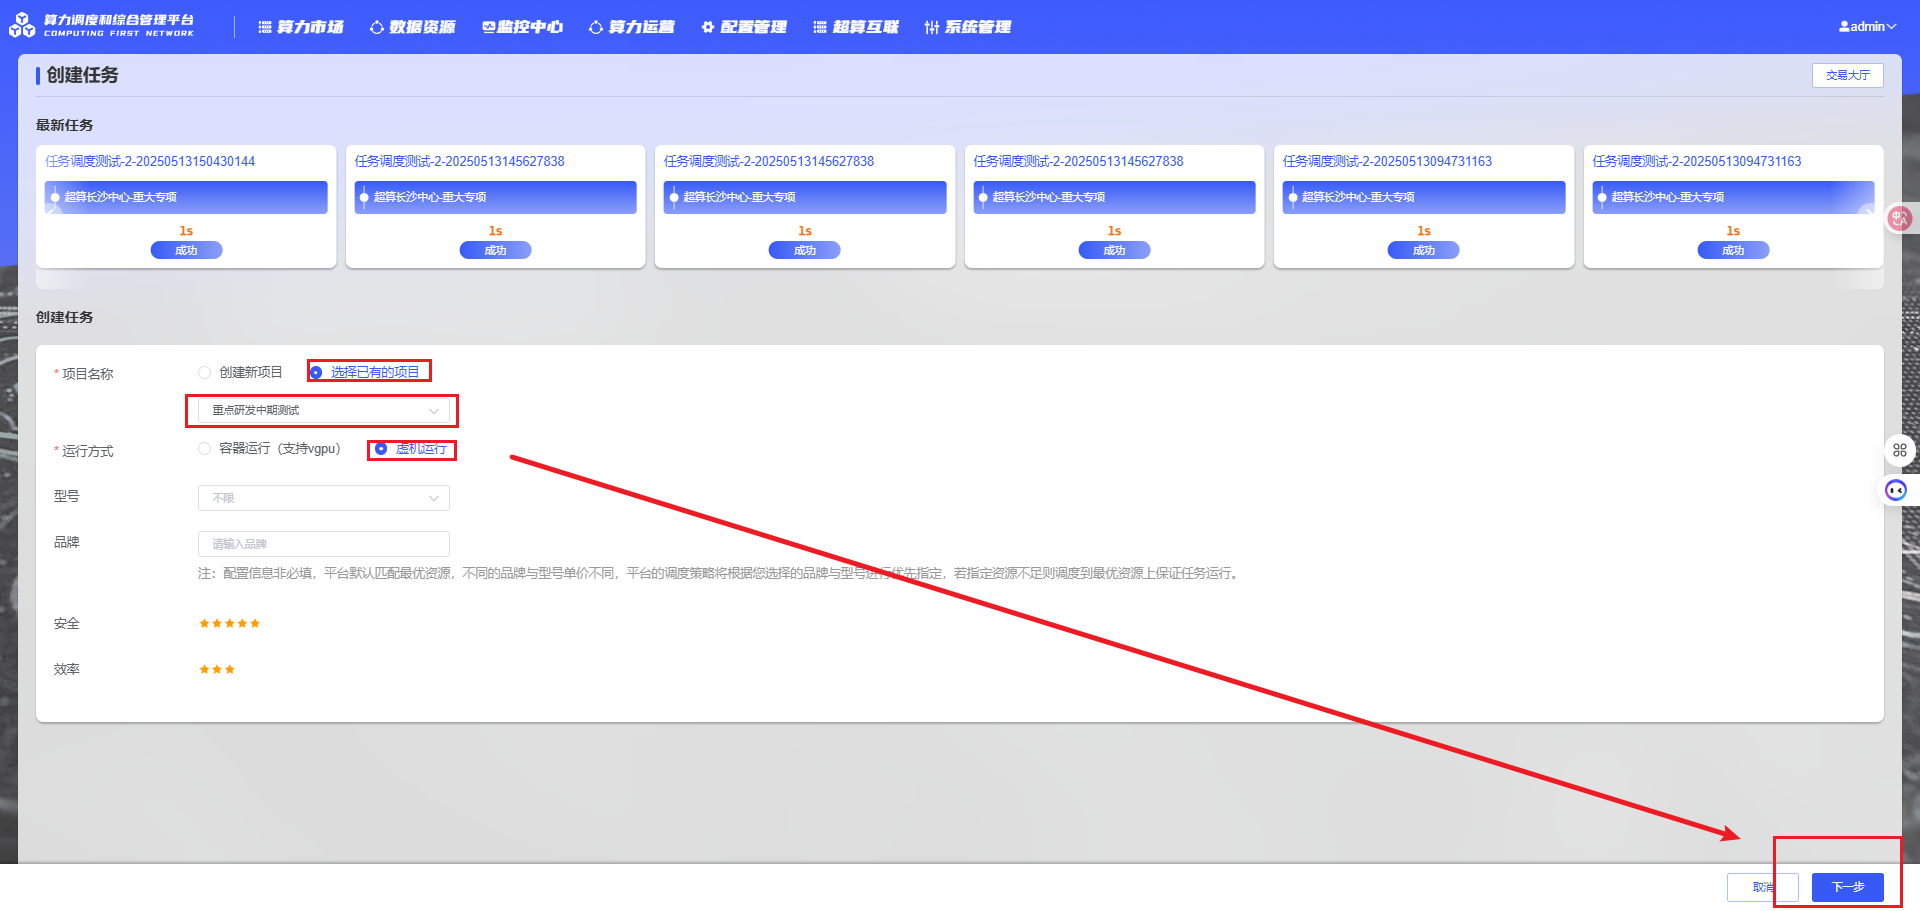 算力调度和综合管理平台
COMPUTING FIRST NETWORK
算力市场
数据资源
监控中心
算力运营
配置管理
超算互联
系统管理
admin
创建任务
交易大厅
最新任务
任务调度测试-2-20250513150430144
任务调度测试-2-20250513145627838
任务调度测试-2-20250513145627838
任务调度测试-2-20250513145627838
任务调度测试-2-20250513094731163
任务调度测试-2-20250513094731163
超算长沙中心-重大专项
超算长沙中心-重大专项
超算长沙中心-重大专项
超算长沙中心-重大专项
超算长沙中心-重大专项
超算长沙中心-重大专项
1s
1s
1s
1s
1s
1s
成功
成功
成功
成功
成功
成功
创建任务
* 项目名称
创建新项目
选择已有的项目
重点研发中期测试
* 运行方式
容器运行（支持vgpu）
虚机运行
型号
不限
品牌
请输入品牌
注：配置信息非必填，平台默认匹配最优资源，不同的品牌与型号单价不同，平台的调度策略将根据您选择的品牌与型号进行优先指定，若指定资源不足则调度到最优资源上保证任务运行。
安全
效率
取消
下一步